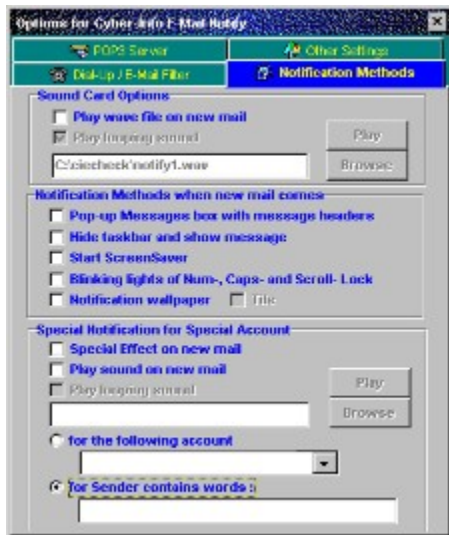 Options for Cyber-Info E-Mail Notify
POP3 Server
Other Settings
Dial-Up / E-Mail Filter
Notification Methods
Sound Card Options
Play wave file on new mail
Play looping sound
Play
C:\ciecheck\notify1.wav
Browse
Notification Methods when new mail comes
Pop-up Messages box with message headers
Hide taskbar and show message
Start ScreenSaver
Blinking lights of Num-, Caps- and Scroll- Lock
Notification wallpaper
Tile
Special Notification for Special Account
Special Effect on new mail
Play sound on new mail
Play looping sound
Play
Browse
for the following account
for Sender contains words :